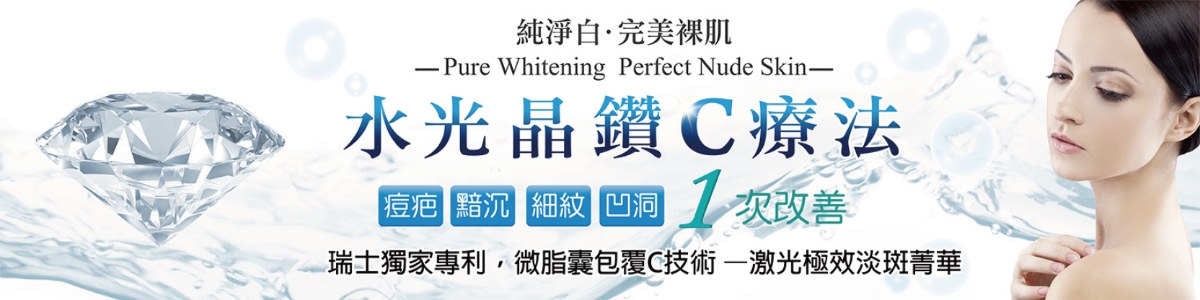 純淨白·完美裸肌
—Pure Whitening Perfect Nude Skin—
水光晶鑽C療法
痘疤 黯沉 細紋 凹洞 1次改善
瑞士獨家專利，微脂囊包覆C技術 —激光極效淡斑菁華